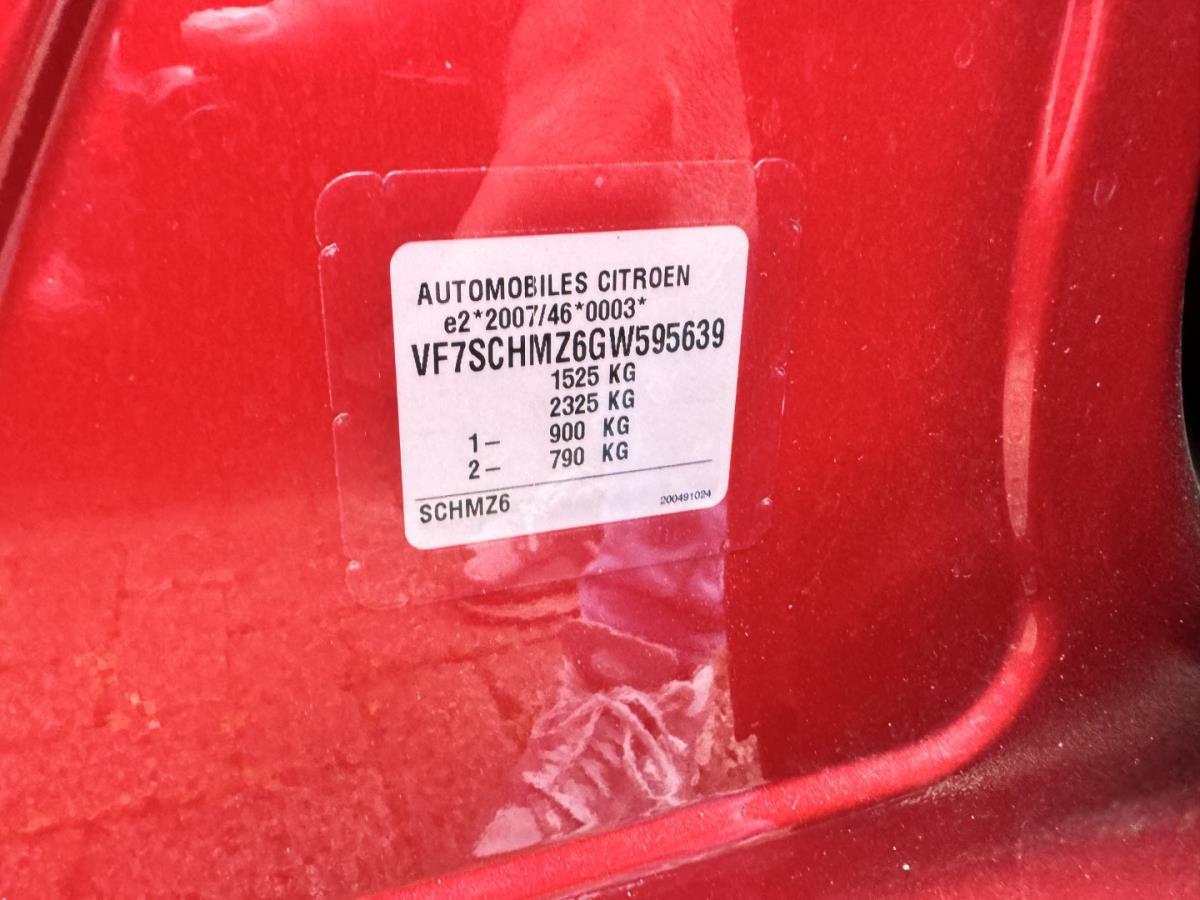 AUTOMOBILES CITROEN
e2*2007/46*0003*
VF7SCHMZ6GW595639
1525 KG
2325 KG
1– 900 KG
2– 790 KG
SCHMZ6 200491024